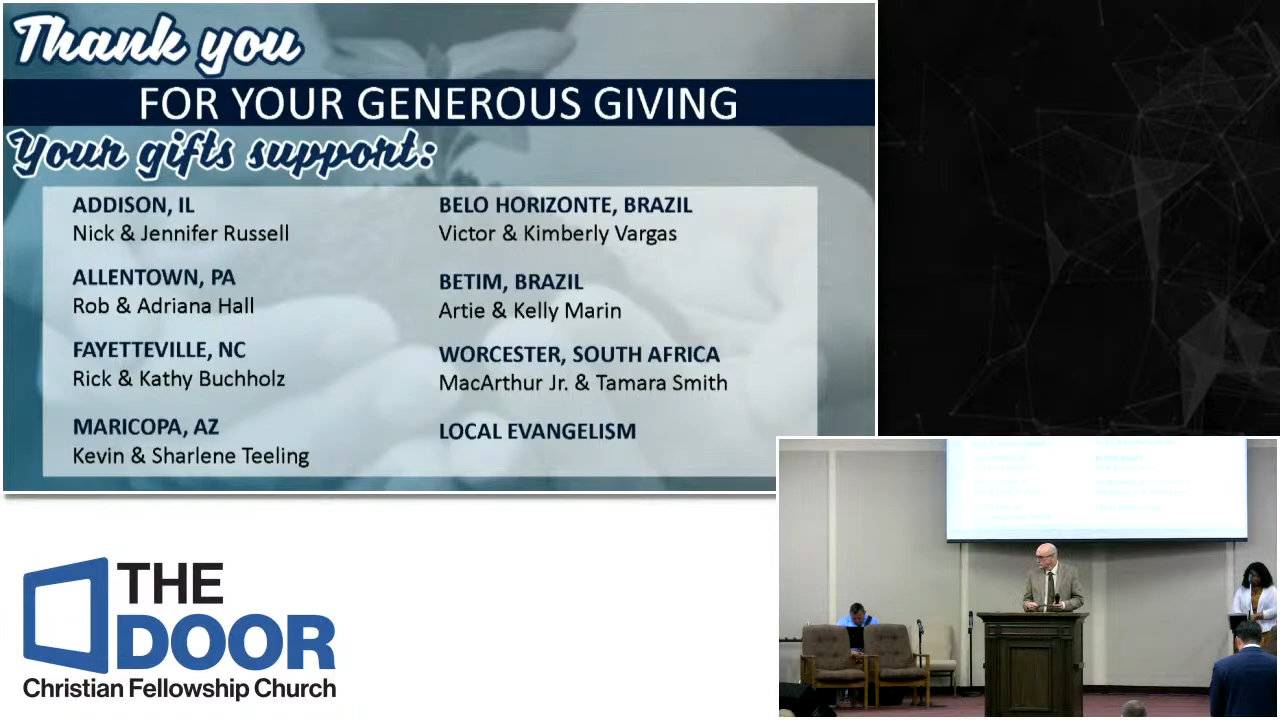 Thank you
FOR YOUR GENEROUS GIVING
Your gifts support:
ADDISON, IL
Nick & Jennifer Russell
ALLENTOWN, PA
Rob & Adriana Hall
FAYETTEVILLE, NC
Rick & Kathy Buchholz
MARICOPA, AZ
Kevin & Sharlene Teeling
BELO HORIZONTE, BRAZIL
Victor & Kimberly Vargas
BETIM, BRAZIL
Artie & Kelly Marin
WORCESTER, SOUTH AFRICA
MacArthur Jr. & Tamara Smith
LOCAL EVANGELISM
THE
DOOR
Christian Fellowship Church